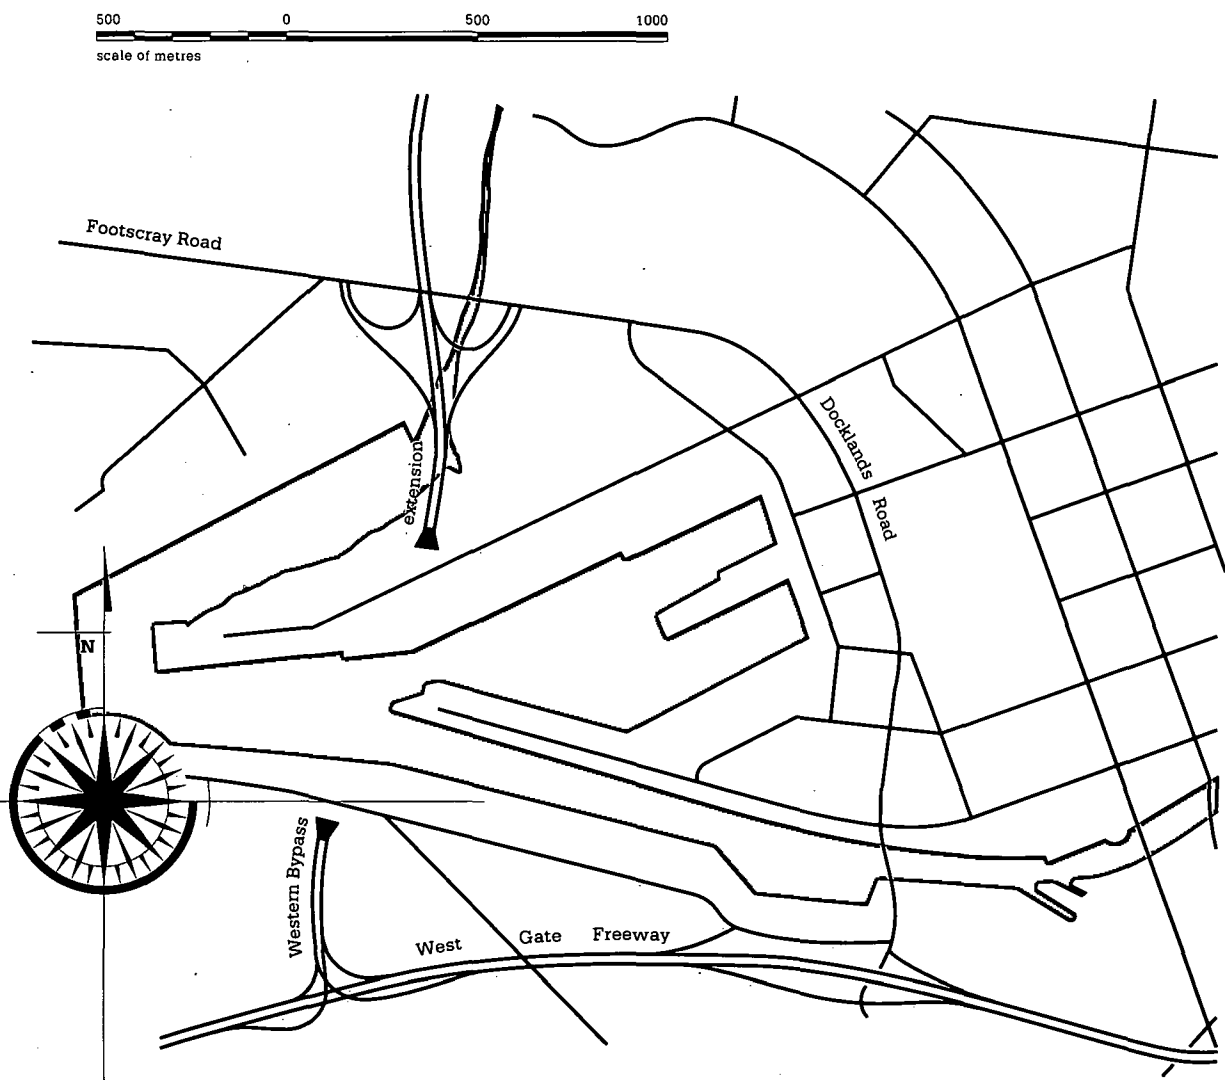 500 0 500 1000
scale of metres
Footscray Road
Docklands Road
extension
N
Western Bypass
West Gate Freeway